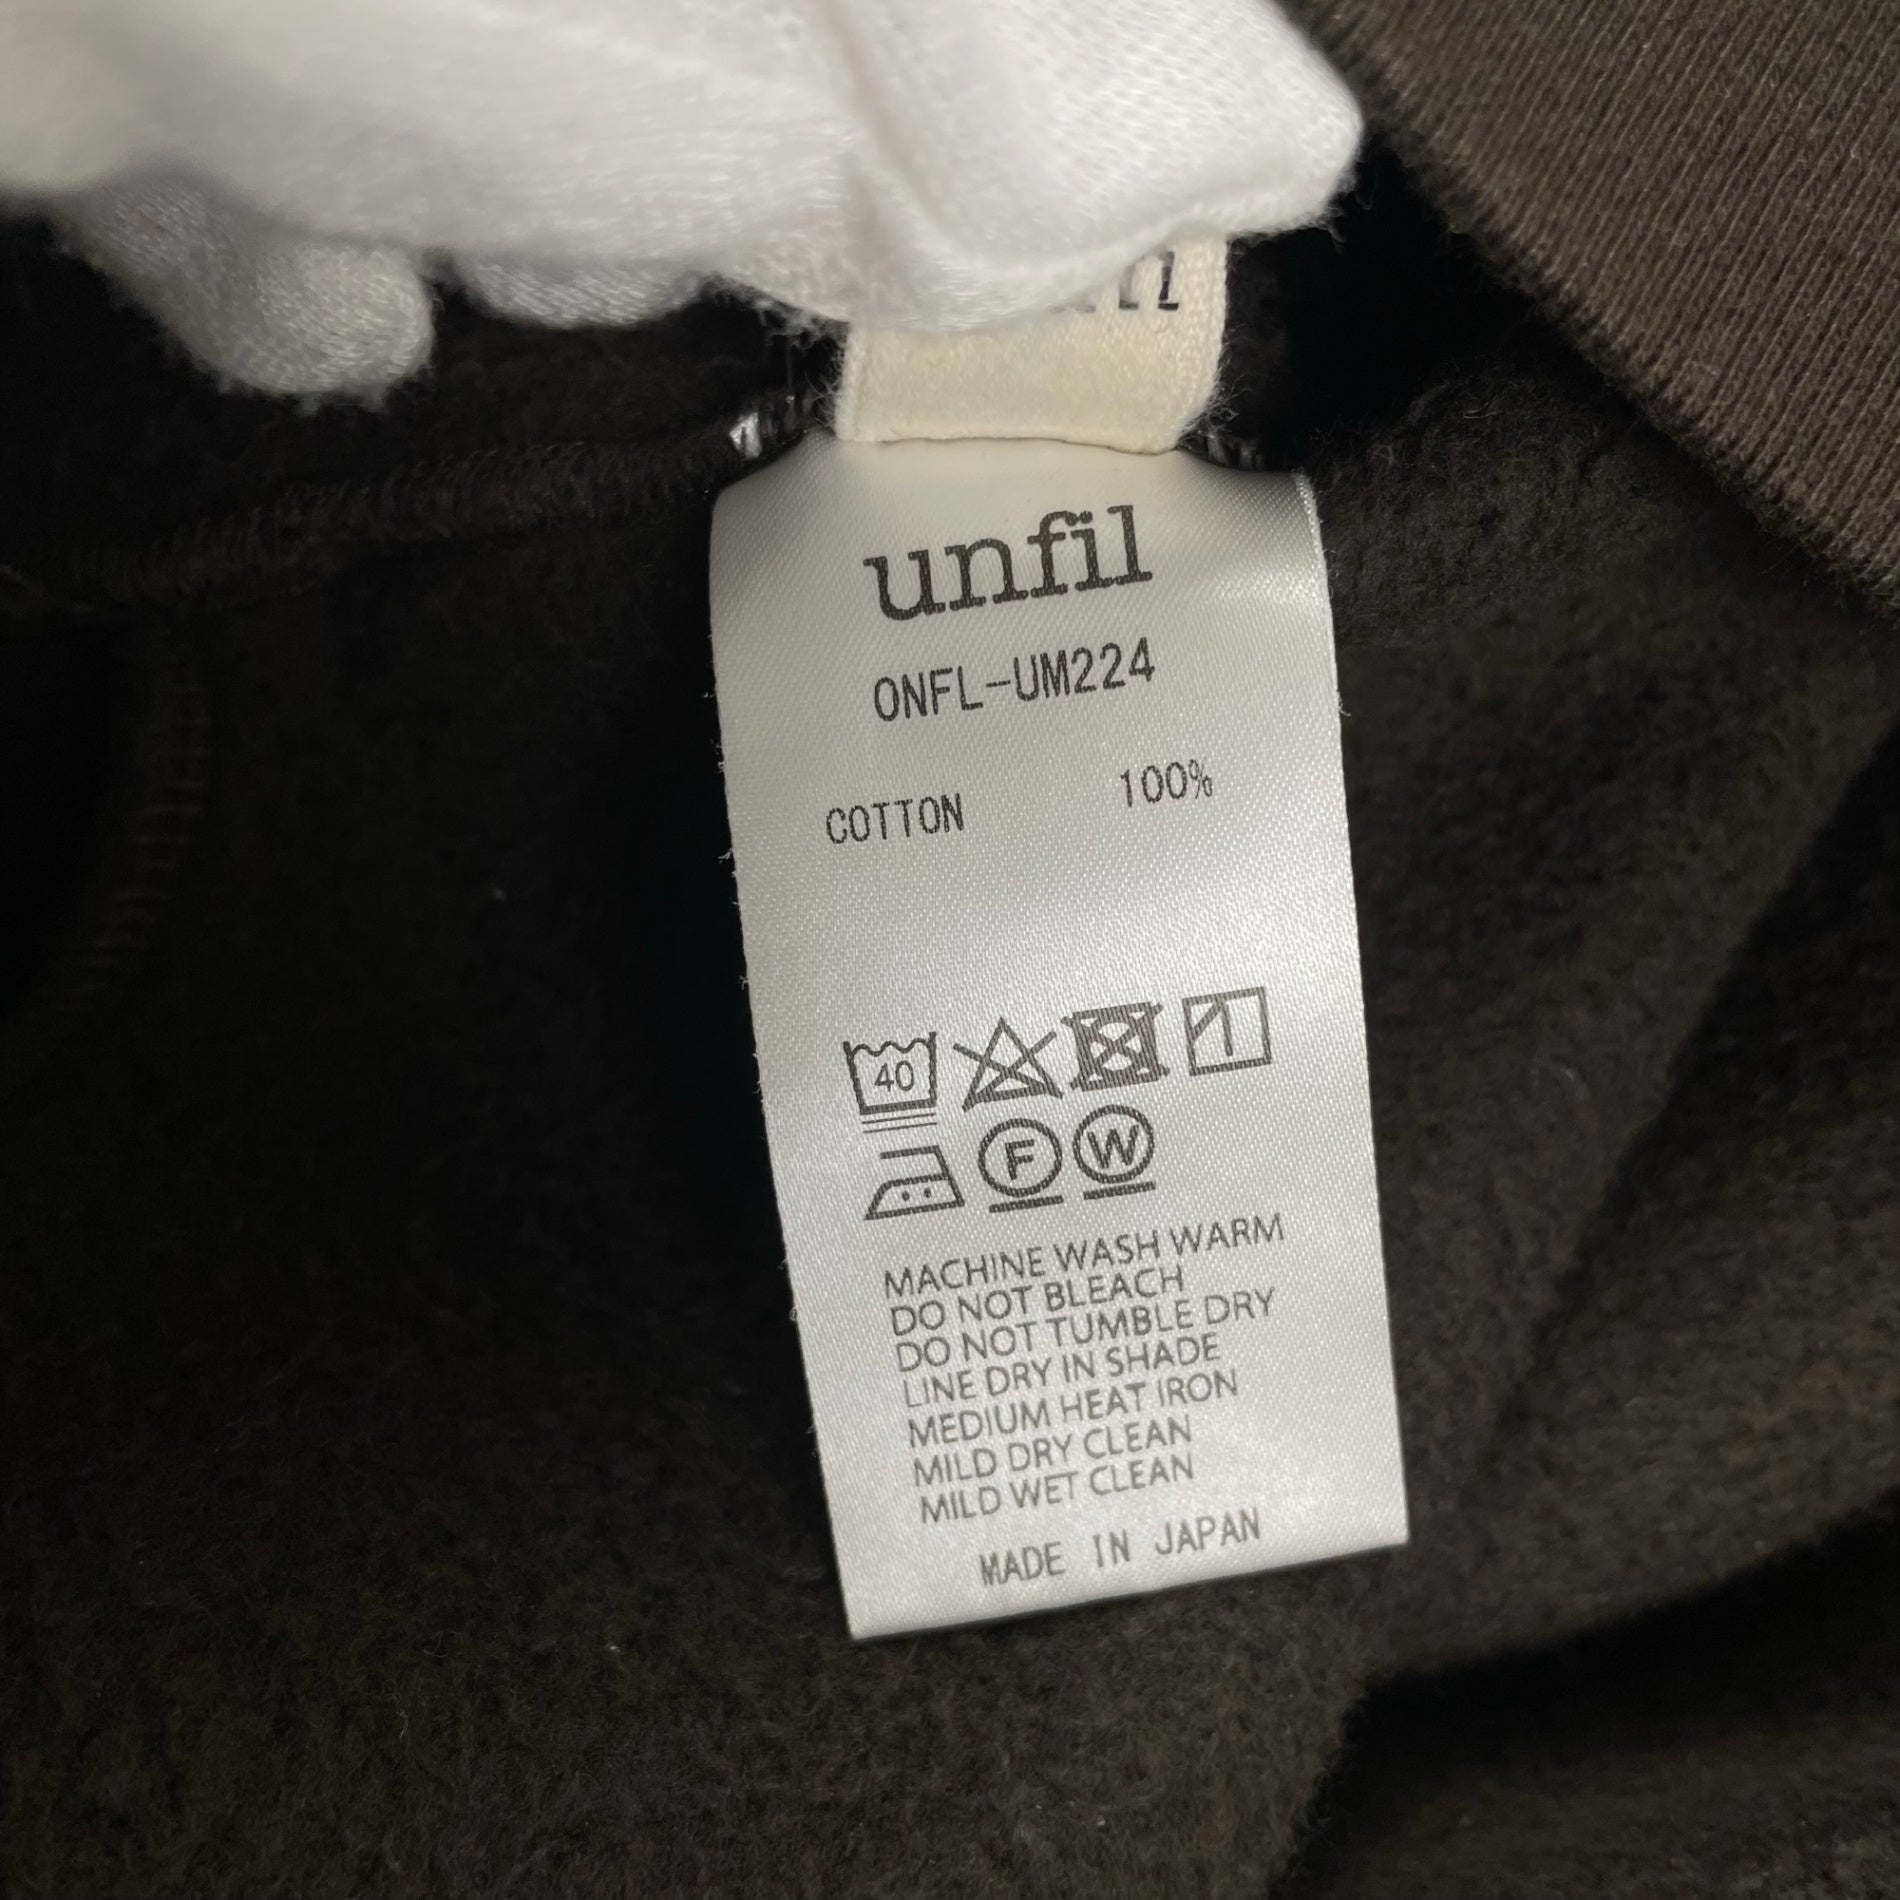 unfil
ONFL-UM224
COTTON 100%
40
F W
MACHINE WASH WARM
DO NOT BLEACH
DO NOT TUMBLE DRY
LINE DRY IN SHADE
MEDIUM HEAT IRON
MILD DRY CLEAN
MILD WET CLEAN
MADE IN JAPAN